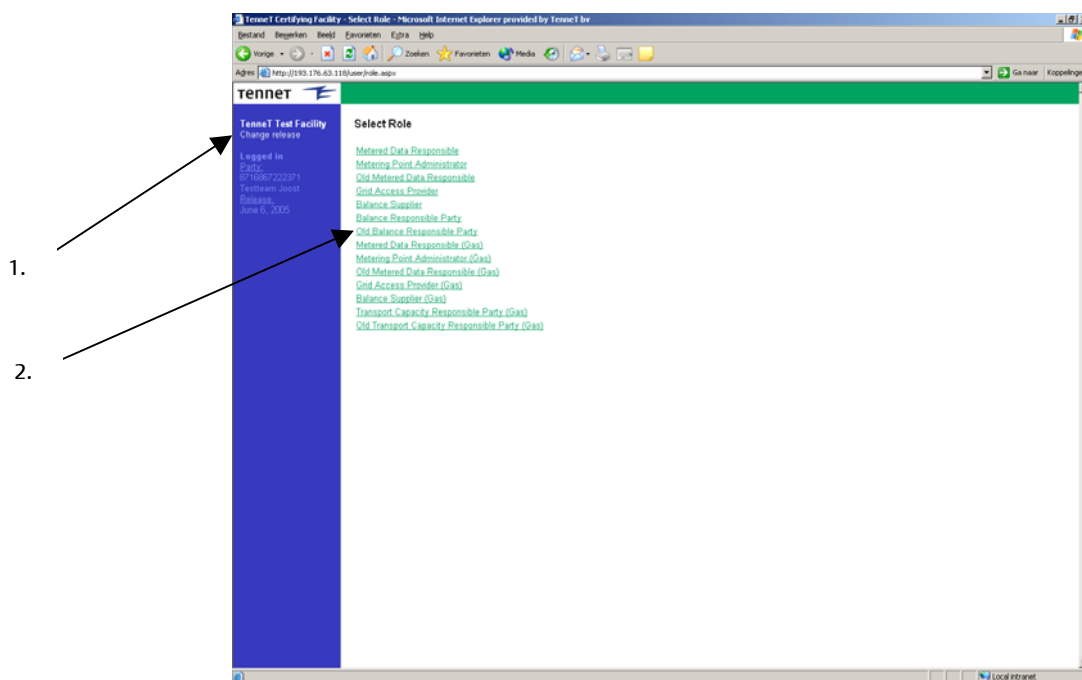 TenneT Certifying Facility - Select Role - Microsoft Internet Explorer provided by TenneT bv
Bestand Bewerken Beeld Favorieten Extra Help
Vorige Zoeken Favorieten Media
Adres http://193.176.63.118/user/role.aspx Ga naar Koppelingen
TenneT
TenneT Test Facility
Change release
Logged in
Party:
8716867222371
Testteam Joost
Release:
June 6, 2005
Select Role
Metered Data Responsible
Metering Point Administrator
Old Metered Data Responsible
Grid Access Provider
Balance Supplier
Balance Responsible Party
Old Balance Responsible Party
Metered Data Responsible (Gas)
Metering Point Administrator (Gas)
Old Metered Data Responsible (Gas)
Grid Access Provider (Gas)
Balance Supplier (Gas)
Transport Capacity Responsible Party (Gas)
Old Transport Capacity Responsible Party (Gas)
1.
2.
Local intranet